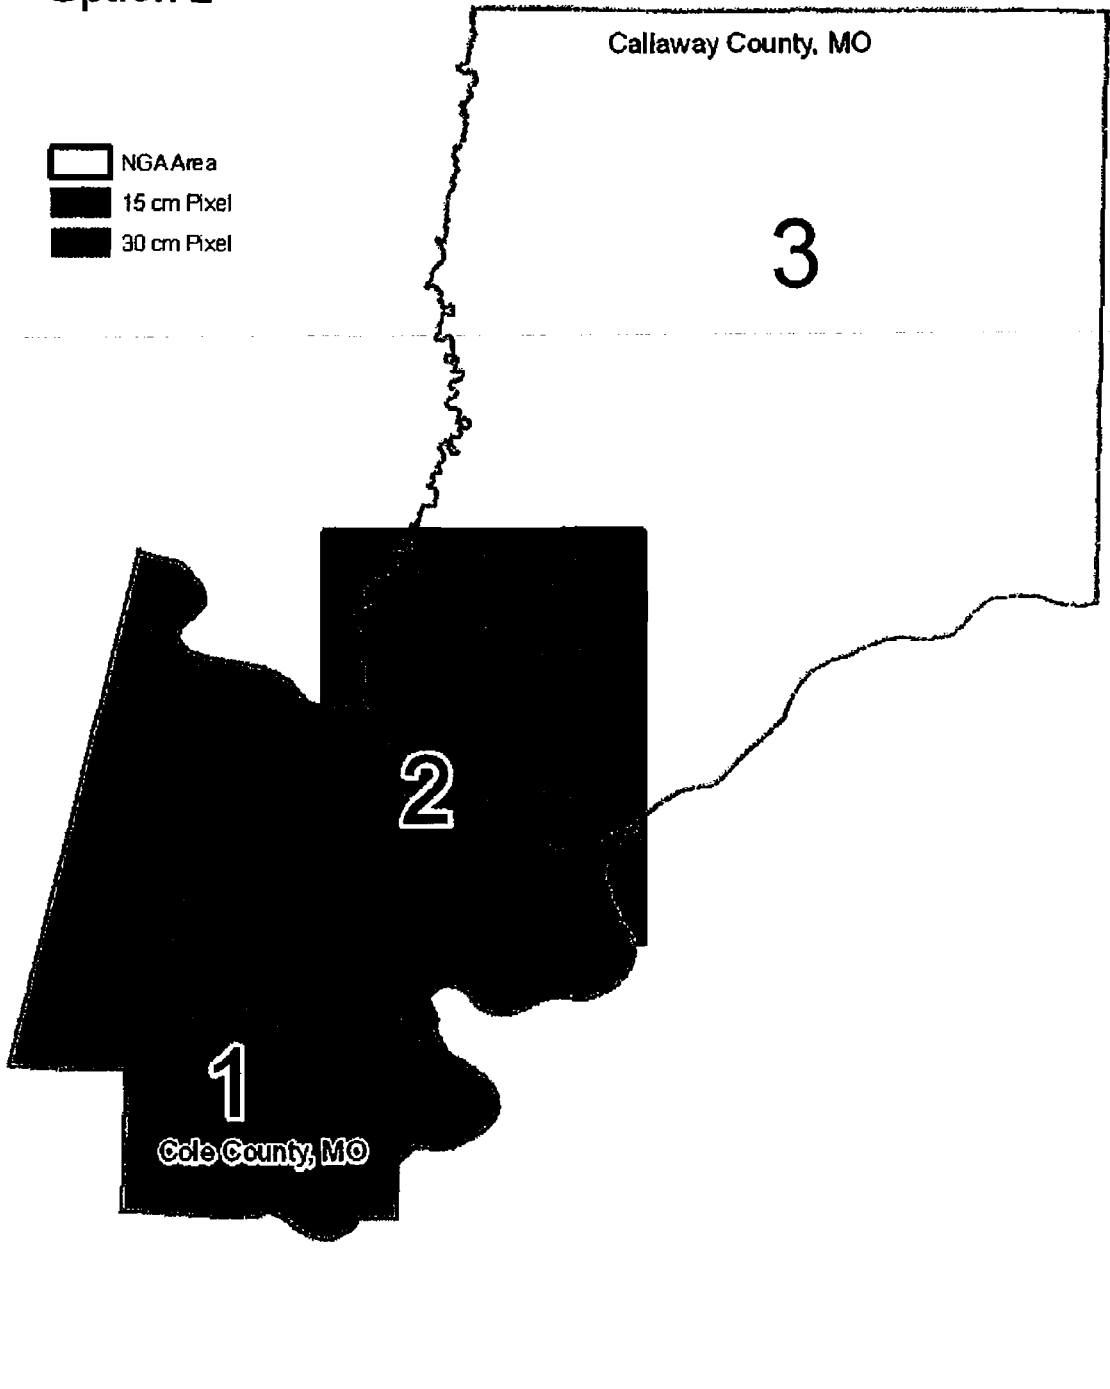 Callaway County, MO
NGA Area
15 cm Pixel
30 cm Pixel
3
2
1
Cole County, MO